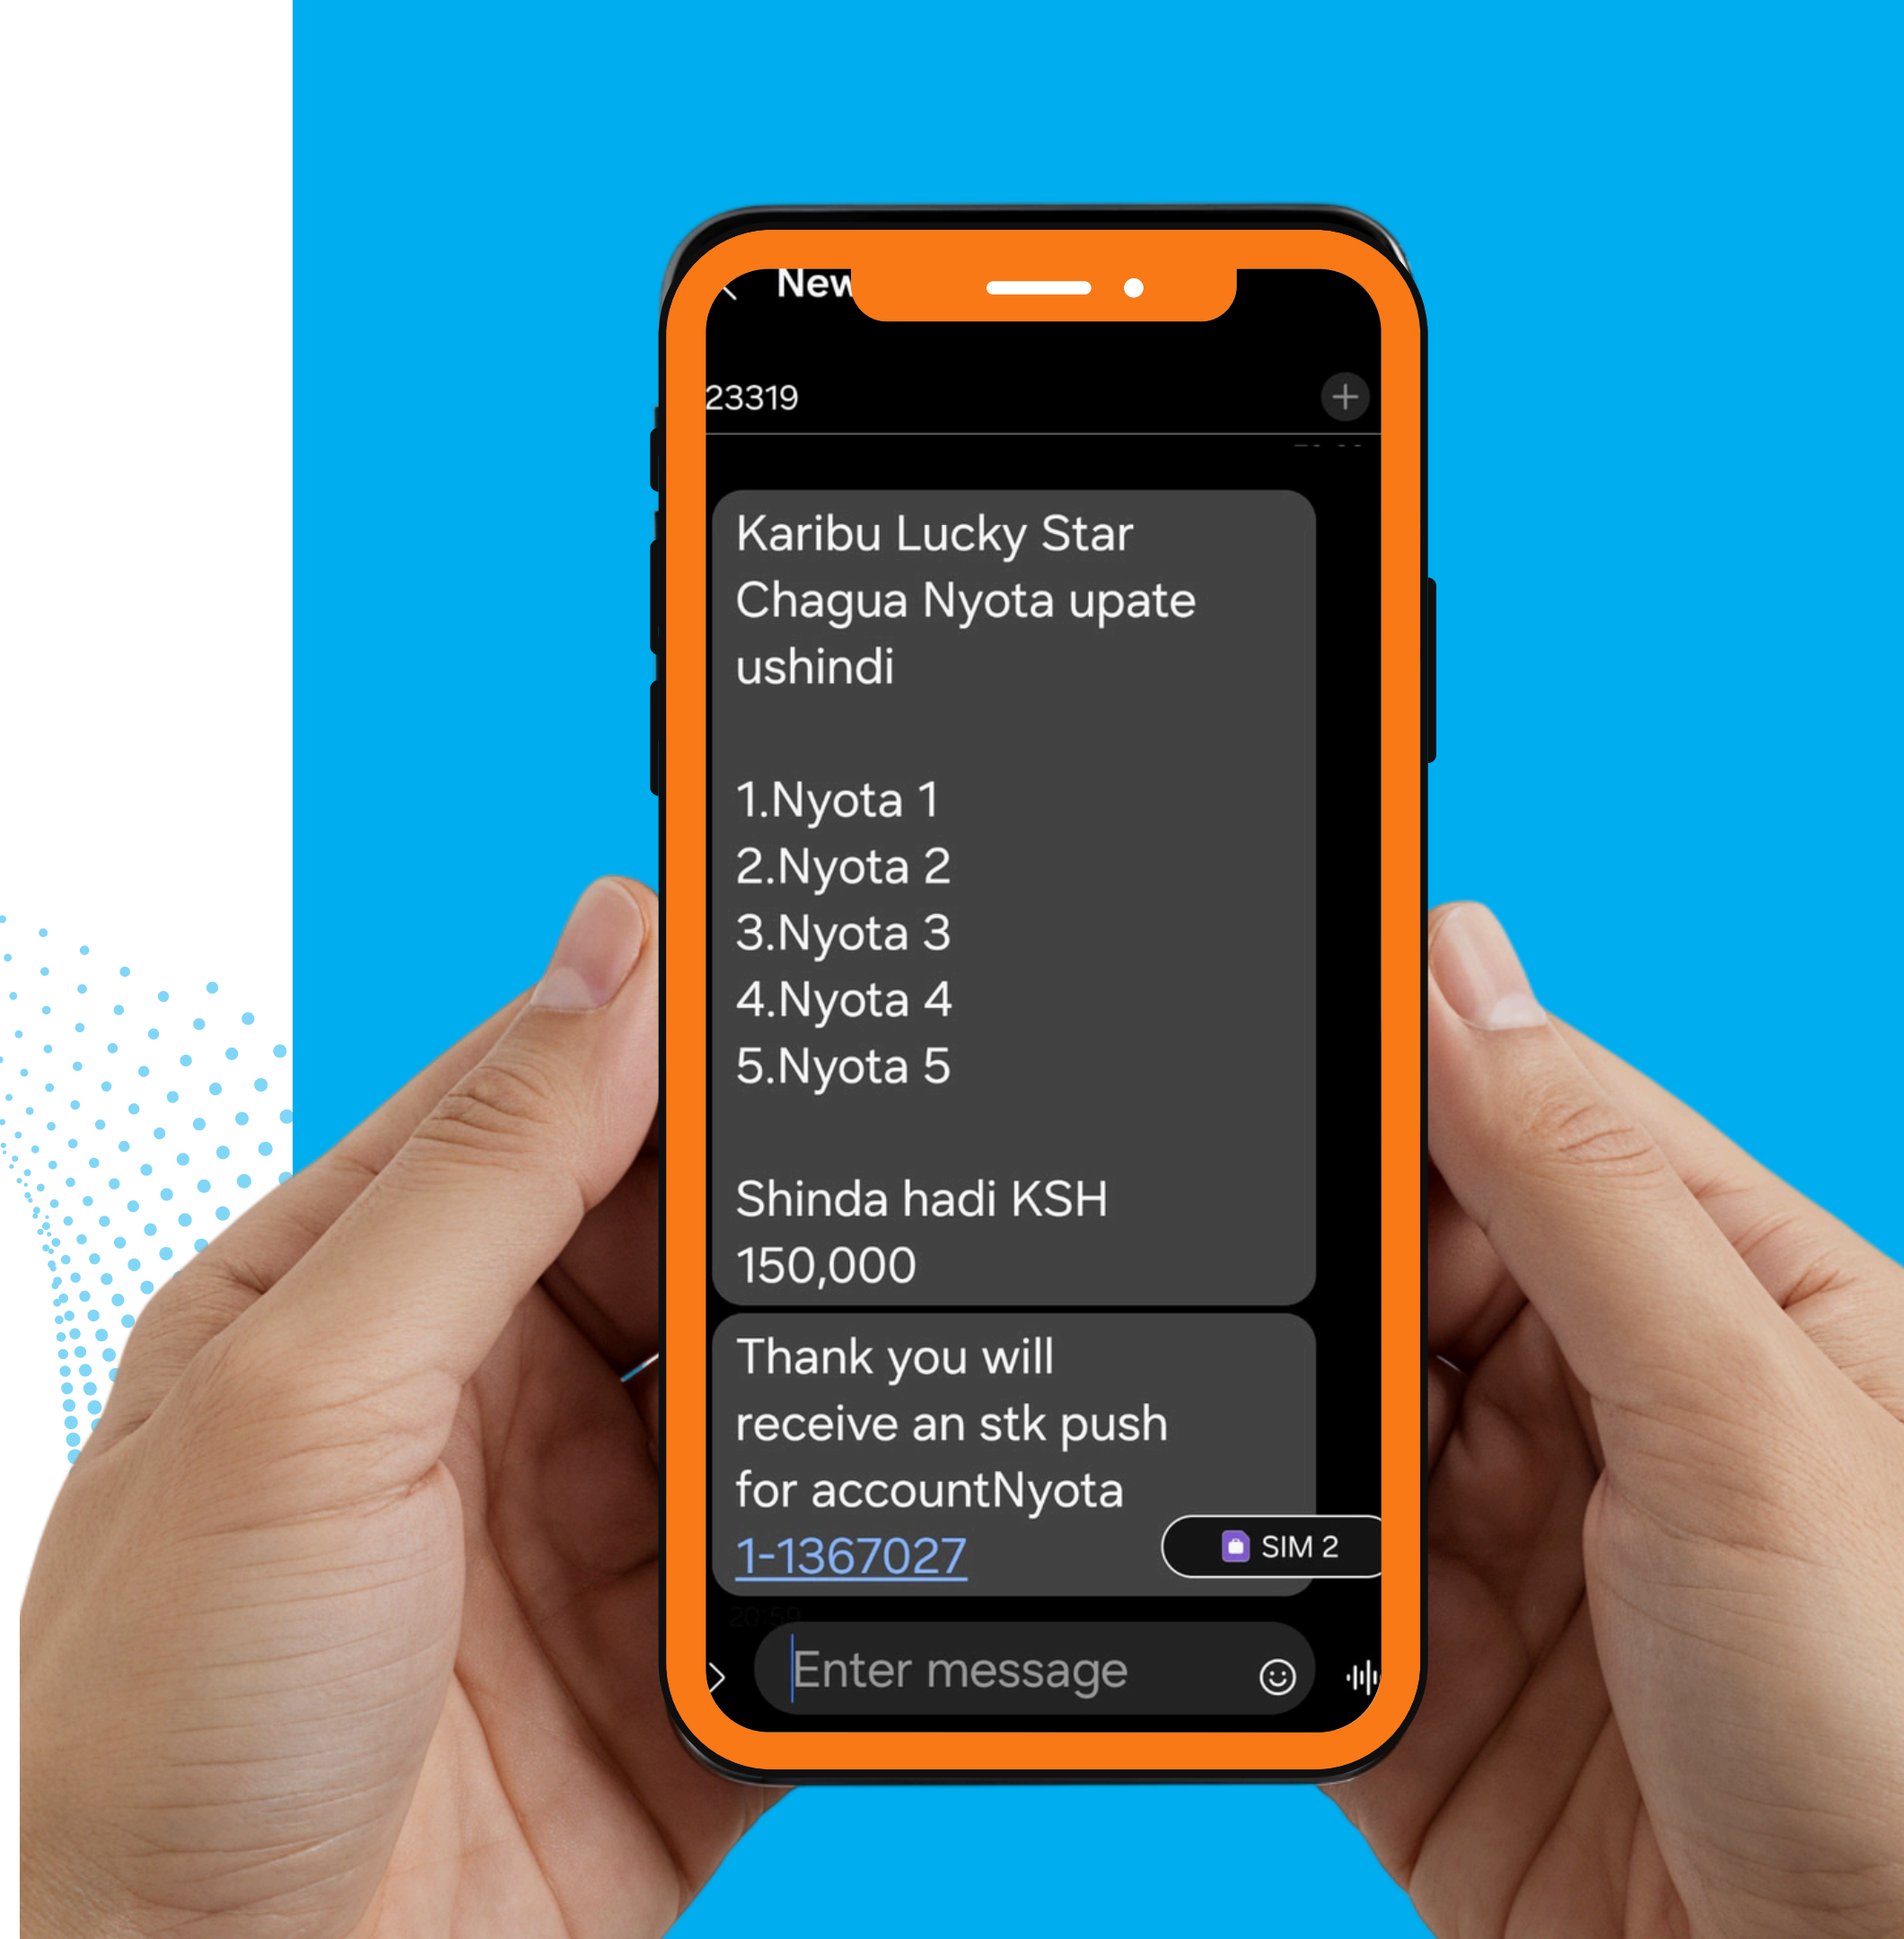 New
23319
Karibu Lucky Star
Chagua Nyota upate
ushindi
1.Nyota 1
2.Nyota 2
3.Nyota 3
4.Nyota 4
5.Nyota 5
Shinda hadi KSH
150,000
Thank you will
receive an stk push
for accountNyota
1-1367027
SIM 2
20:59
Enter message